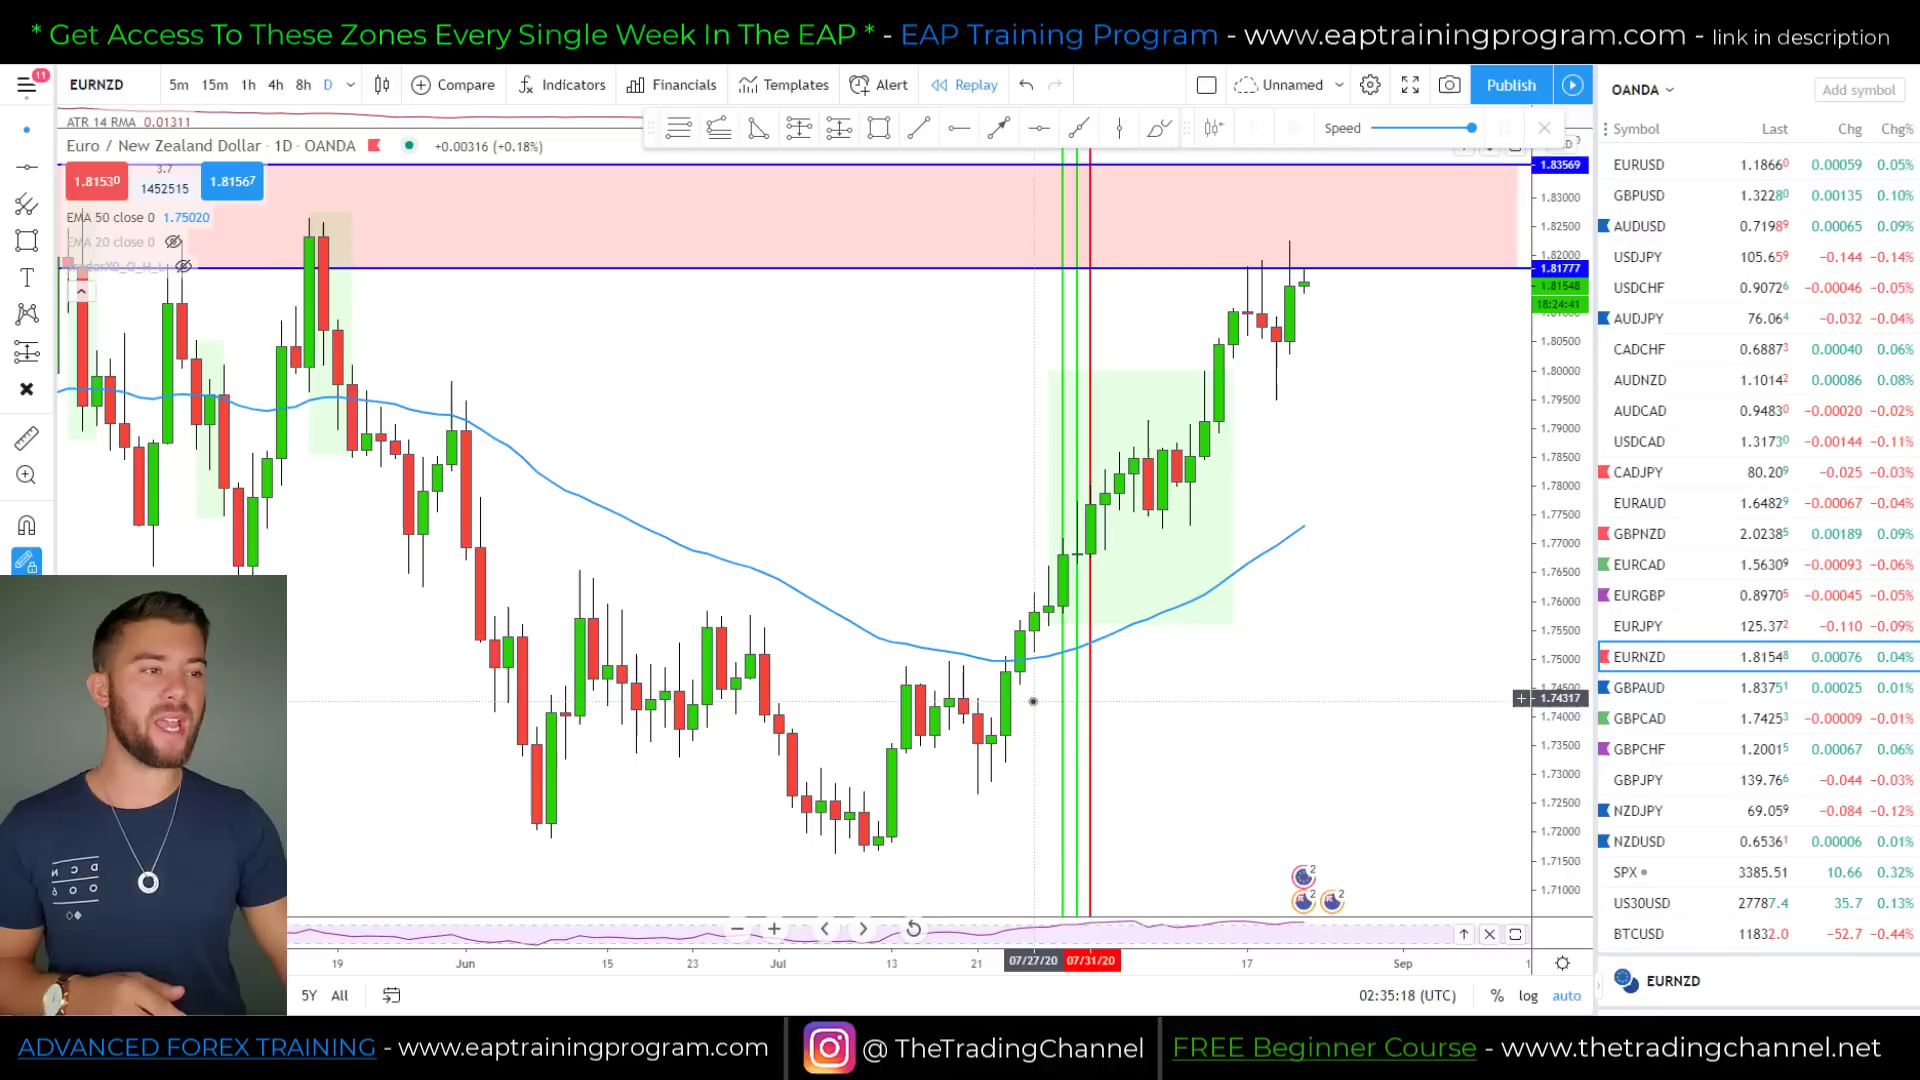 * Get Access To These Zones Every Single Week In The EAP * - EAP Training Program - www.eaptrainingprogram.com - link in description
11
EURNZD 5m 15m 1h 4h 8h D Compare Indicators Financials Templates Alert Replay Unnamed Publish
ATR 14 RMA 0.01311
Speed
Euro / New Zealand Dollar · 1D · OANDA +0.00316 (+0.18%)
1.81530 3.7 1452515 1.81567
EMA 50 close 0 1.75020
EMA 20 close 0
1.83569
1.83000
1.82500
1.82000
1.81777
1.81548
18:24:41
1.80500
1.80000
1.79500
1.79000
1.78500
1.78000
1.77500
1.77000
1.76500
1.76000
1.75500
1.75000
1.74317
1.74000
1.73500
1.73000
1.72500
1.72000
1.71500
1.71000
2
2 2
19 Jun 15 23 Jul 13 21 07/27/20 07/31/20 17 Sep 1
5Y All 02:35:18 (UTC) % log auto
OANDA Add symbol
Symbol Last Chg Chg%
EURUSD 1.18660 0.00059 0.05%
GBPUSD 1.32280 0.00135 0.10%
AUDUSD 0.71989 0.00065 0.09%
USDJPY 105.659 −0.144 −0.14%
USDCHF 0.90726 −0.00046 −0.05%
AUDJPY 76.064 −0.032 −0.04%
CADCHF 0.68873 0.00040 0.06%
AUDNZD 1.10142 0.00086 0.08%
AUDCAD 0.94830 −0.00020 −0.02%
USDCAD 1.31730 −0.00144 −0.11%
CADJPY 80.209 −0.025 −0.03%
EURAUD 1.64829 −0.00067 −0.04%
GBPNZD 2.02385 0.00189 0.09%
EURCAD 1.56309 −0.00093 −0.06%
EURGBP 0.89705 −0.00045 −0.05%
EURJPY 125.372 −0.110 −0.09%
EURNZD 1.81548 0.00076 0.04%
GBPAUD 1.83751 0.00025 0.01%
GBPCAD 1.74253 −0.00009 −0.01%
GBPCHF 1.20015 0.00067 0.06%
GBPJPY 139.766 −0.044 −0.03%
NZDJPY 69.059 −0.084 −0.12%
NZDUSD 0.65361 0.00006 0.01%
SPX 3385.51 10.66 0.32%
US30USD 27787.4 35.7 0.13%
BTCUSD 11832.0 −52.7 −0.44%
EURNZD
ADVANCED FOREX TRAINING - www.eaptrainingprogram.com
@ TheTradingChannel
FREE Beginner Course - www.thetradingchannel.net